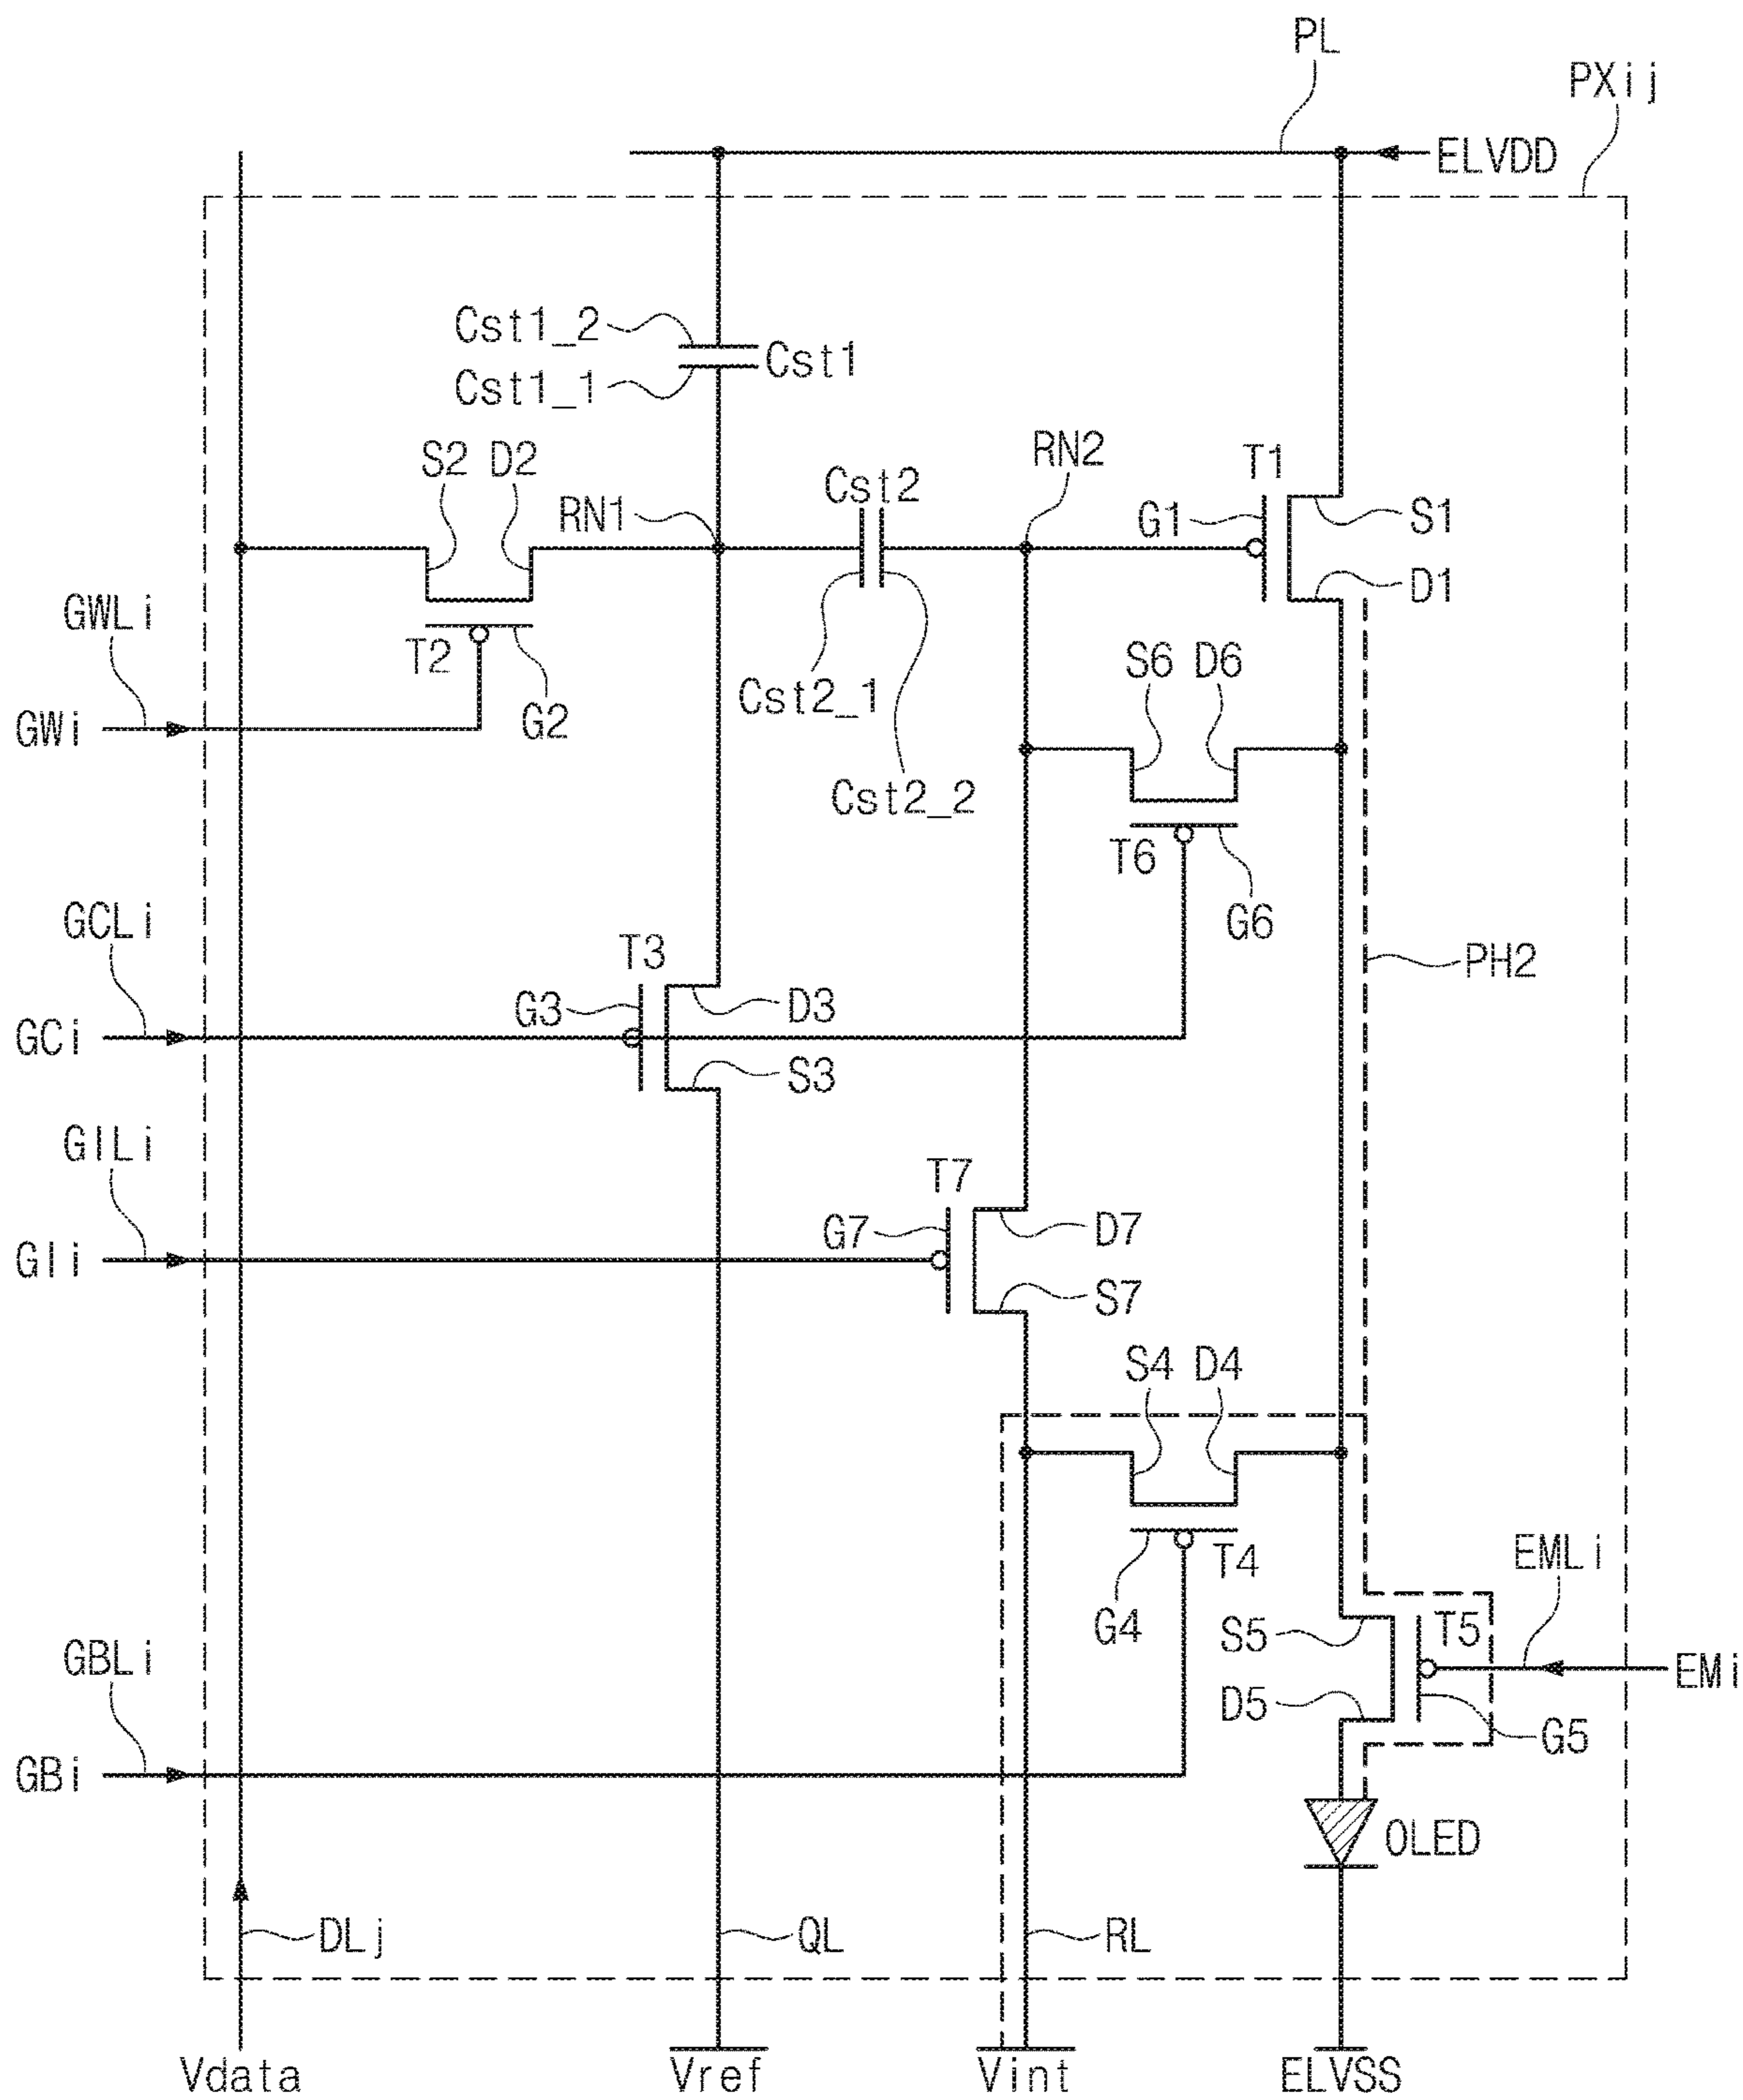 PL
PXij
ELVDD
Cst1_2
Cst1
Cst1_1
S2 D2
RN1
Cst2
RN2
T1
G1
S1
D1
GWLi
T2
G2
Cst2_1
Cst2_2
S6 D6
GWi
T6
G6
GCLi
T3
G3
D3
PH2
GCi
S3
GILi
T7
G7
D7
GIi
S7
S4 D4
T4
G4
EMLi
S5
T5
GBLi
EMi
D5
G5
GBi
OLED
DLj
QL
RL
Vdata
Vref
Vint
ELVSS